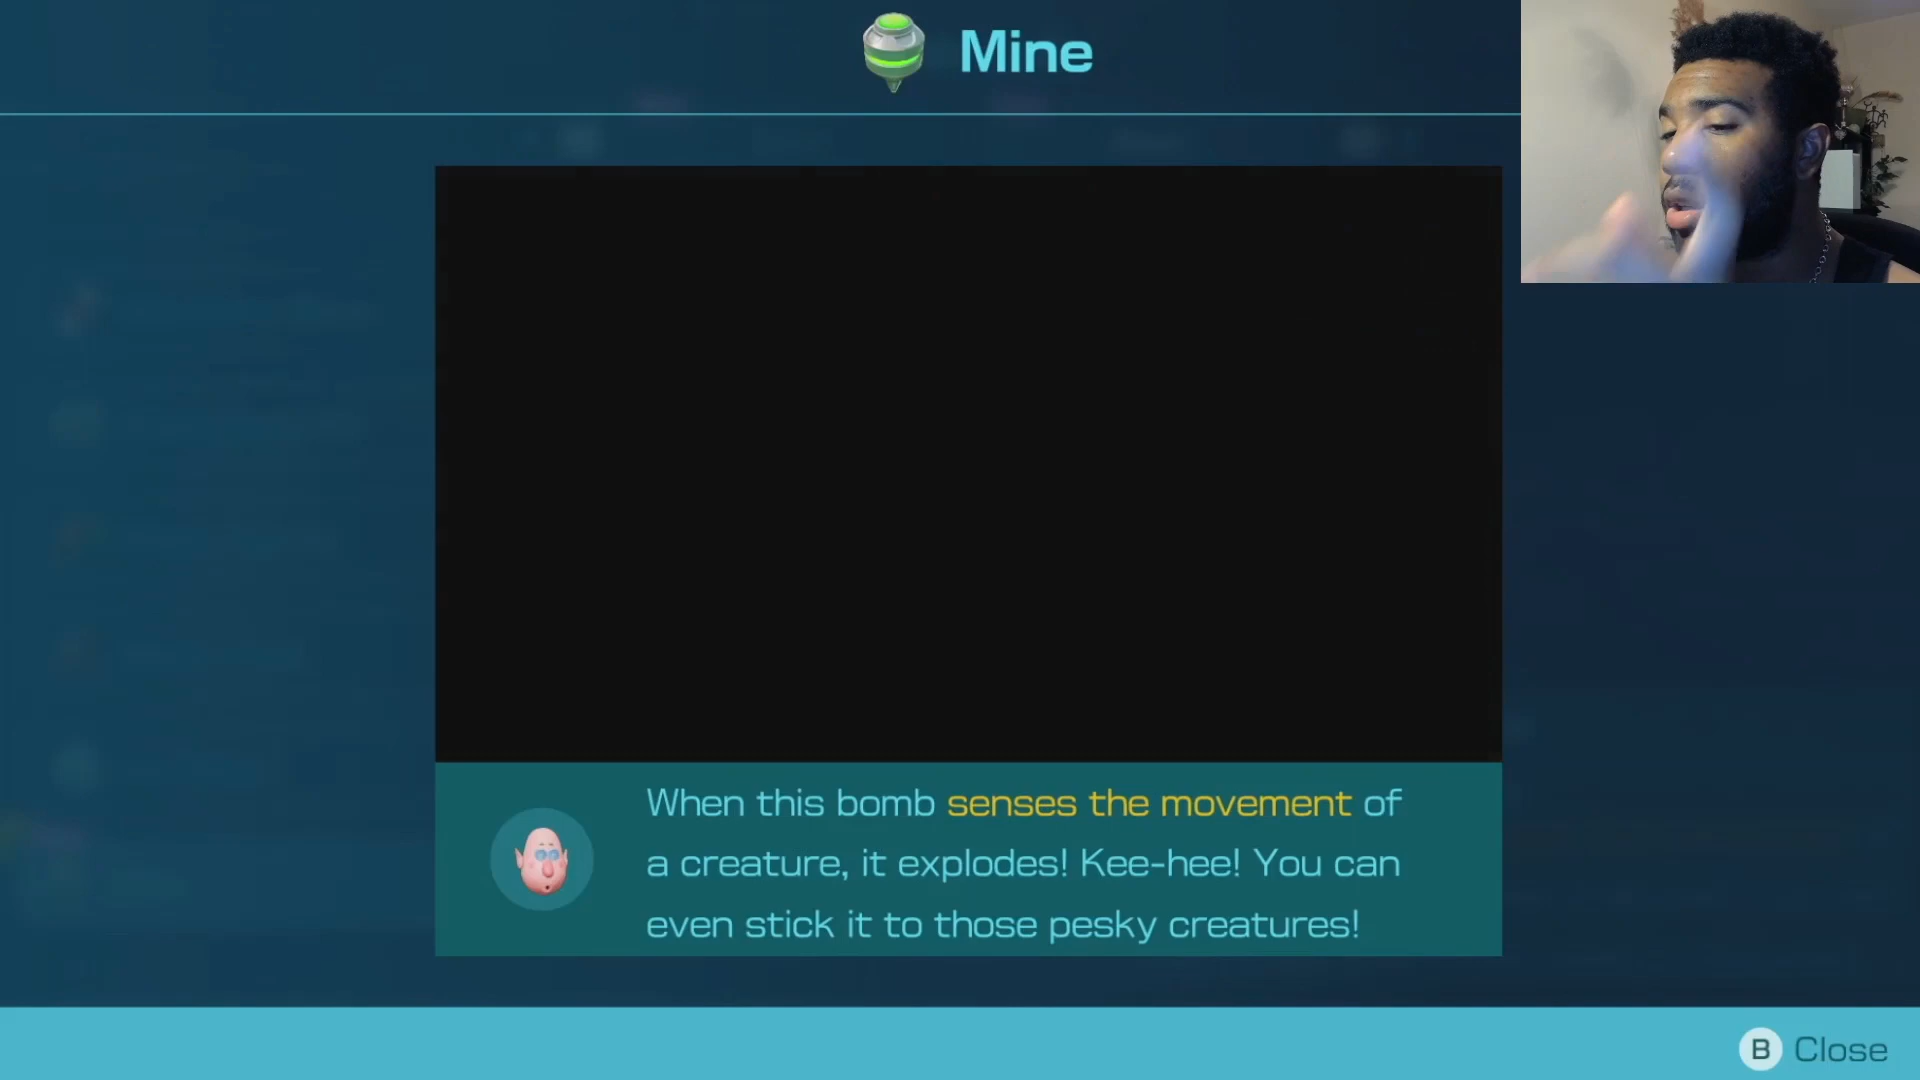 Mine
When this bomb senses the movement of
a creature, it explodes! Kee-hee! You can
even stick it to those pesky creatures!
B Close